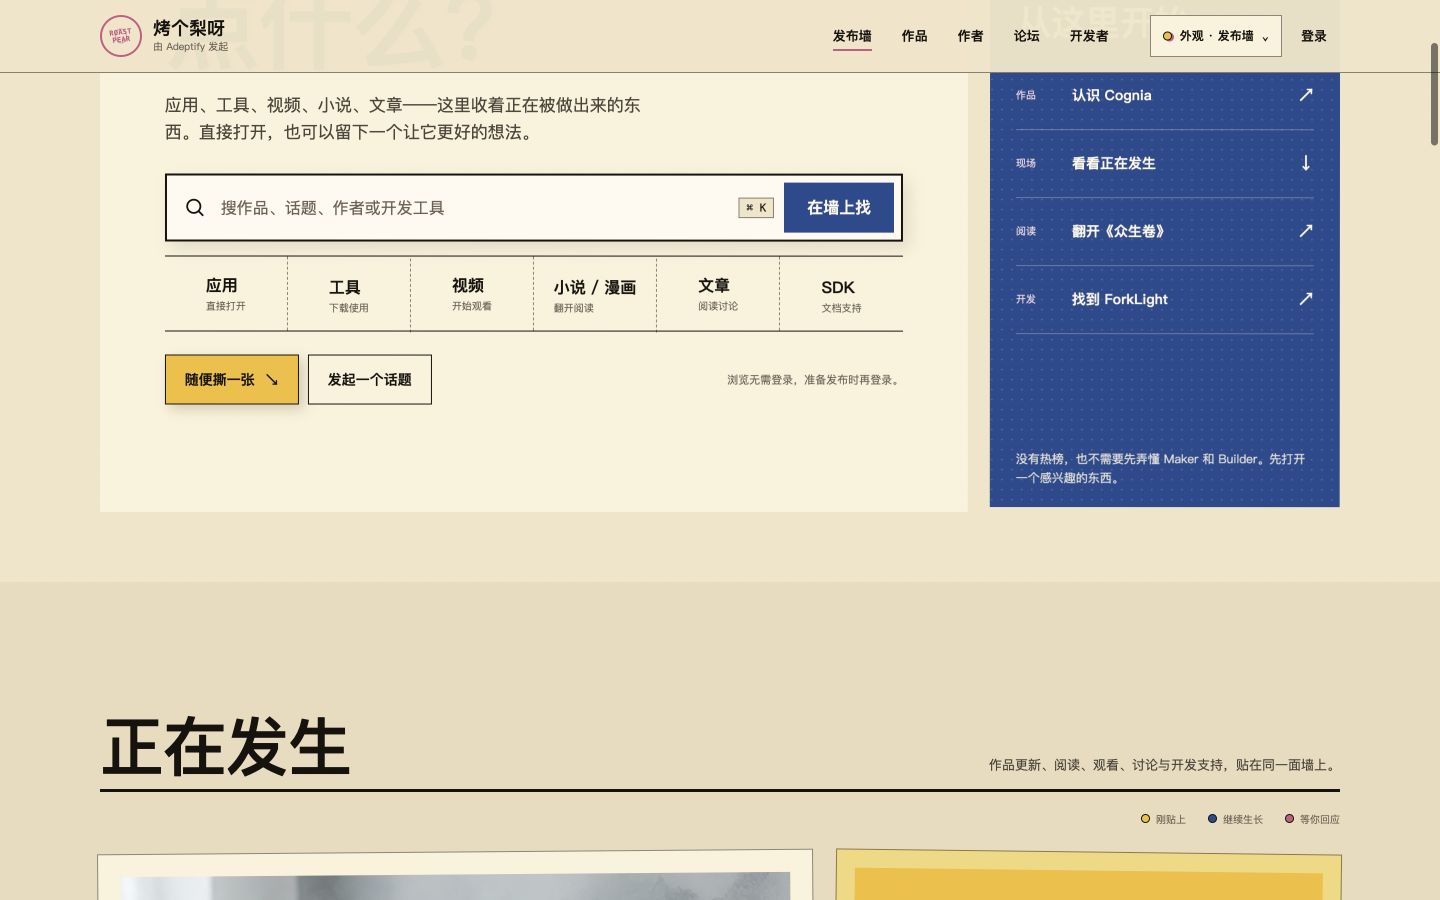 点什么?
ROAST
PEAR
烤个梨呀
由 Adeptify 发起
发布墙
作品
作者
论坛
开发者
外观 · 发布墙
登录
从这里开始
应用、工具、视频、小说、文章——这里收着正在被做出来的东
西。直接打开，也可以留下一个让它更好的想法。
搜作品、话题、作者或开发工具
⌘ K
在墙上找
应用
直接打开
工具
下载使用
视频
开始观看
小说 / 漫画
翻开阅读
文章
阅读讨论
SDK
文档支持
随便撕一张 ↘
发起一个话题
浏览无需登录，准备发布时再登录。
作品 认识 Cognia ↗
现场 看看正在发生 ↓
阅读 翻开《众生卷》 ↗
开发 找到 ForkLight ↗
没有热榜，也不需要先弄懂 Maker 和 Builder。先打开
一个感兴趣的东西。
正在发生
作品更新、阅读、观看、讨论与开发支持，贴在同一面墙上。
刚贴上
继续生长
等你回应